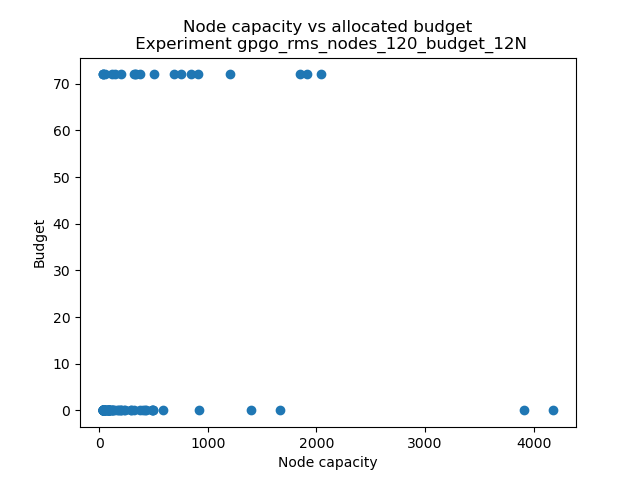 Node capacity vs allocated budget
Experiment gpgo_rms_nodes_120_budget_12N
70
60
50
40
30
20
10
0
Budget
0 1000 2000 3000 4000
Node capacity